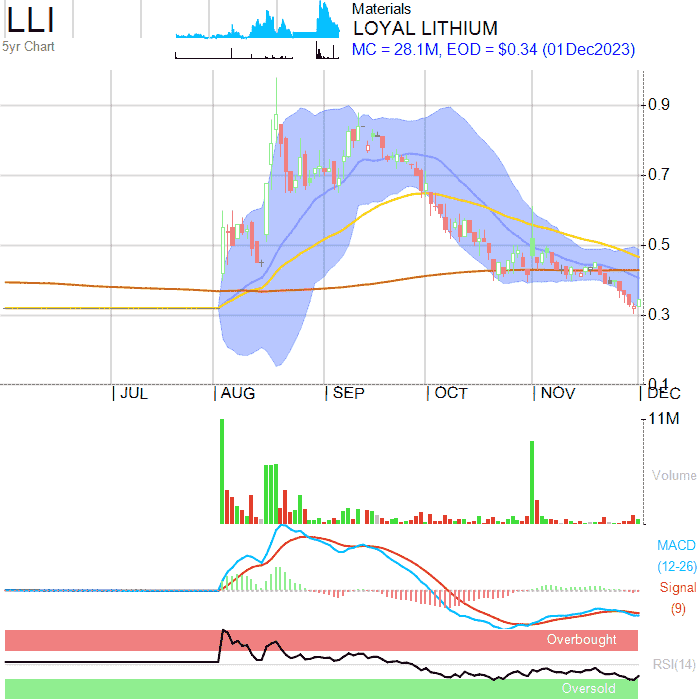 LLI
5yr Chart
Materials
LOYAL LITHIUM
MC = 28.1M, EOD = $0.34 (01Dec2023)
0.9
0.7
0.5
0.3
0.1
JUL
AUG
SEP
OCT
NOV
DEC
11M
Volume
MACD
(12-26)
Signal
(9)
Overbought
RSI(14)
Oversold